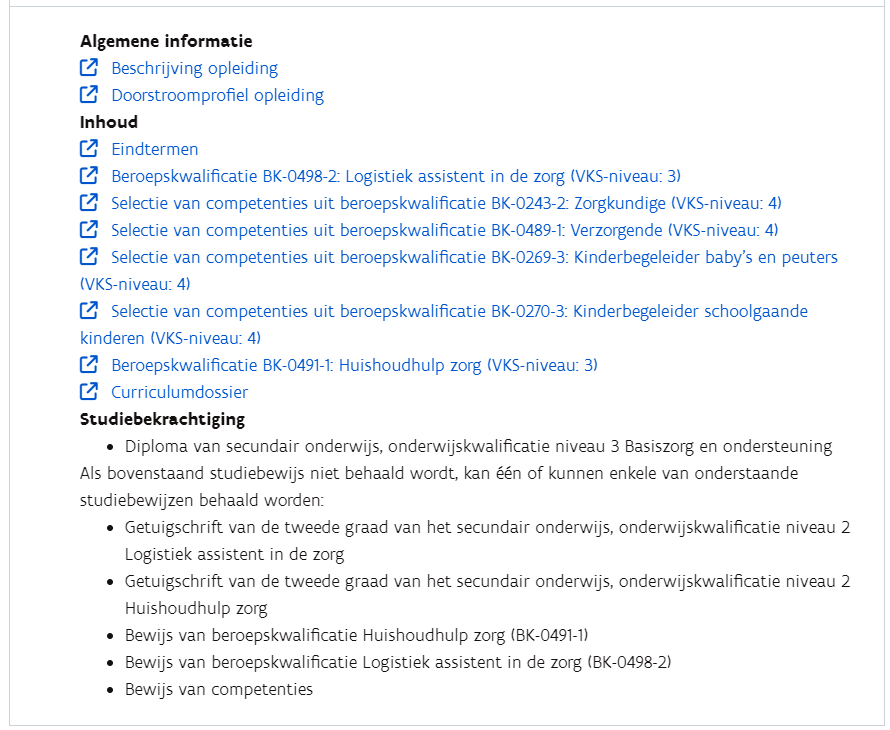 Algemene informatie
Beschrijving opleiding
Doorstroomprofiel opleiding
Inhoud
Eindtermen
Beroepskwalificatie BK-0498-2: Logistiek assistent in de zorg (VKS-niveau: 3)
Selectie van competenties uit beroepskwalificatie BK-0243-2: Zorgkundige (VKS-niveau: 4)
Selectie van competenties uit beroepskwalificatie BK-0489-1: Verzorgende (VKS-niveau: 4)
Selectie van competenties uit beroepskwalificatie BK-0269-3: Kinderbegeleider baby's en peuters
(VKS-niveau: 4)
Selectie van competenties uit beroepskwalificatie BK-0270-3: Kinderbegeleider schoolgaande
kinderen (VKS-niveau: 4)
Beroepskwalificatie BK-0491-1: Huishoudhulp zorg (VKS-niveau: 3)
Curriculumdossier
Studiebekrachtiging
• Diploma van secundair onderwijs, onderwijskwalificatie niveau 3 Basiszorg en ondersteuning
Als bovenstaand studiebewijs niet behaald wordt, kan één of kunnen enkele van onderstaande
studiebewijzen behaald worden:
• Getuigschrift van de tweede graad van het secundair onderwijs, onderwijskwalificatie niveau 2
Logistiek assistent in de zorg
• Getuigschrift van de tweede graad van het secundair onderwijs, onderwijskwalificatie niveau 2
Huishoudhulp zorg
• Bewijs van beroepskwalificatie Huishoudhulp zorg (BK-0491-1)
• Bewijs van beroepskwalificatie Logistiek assistent in de zorg (BK-0498-2)
• Bewijs van competenties